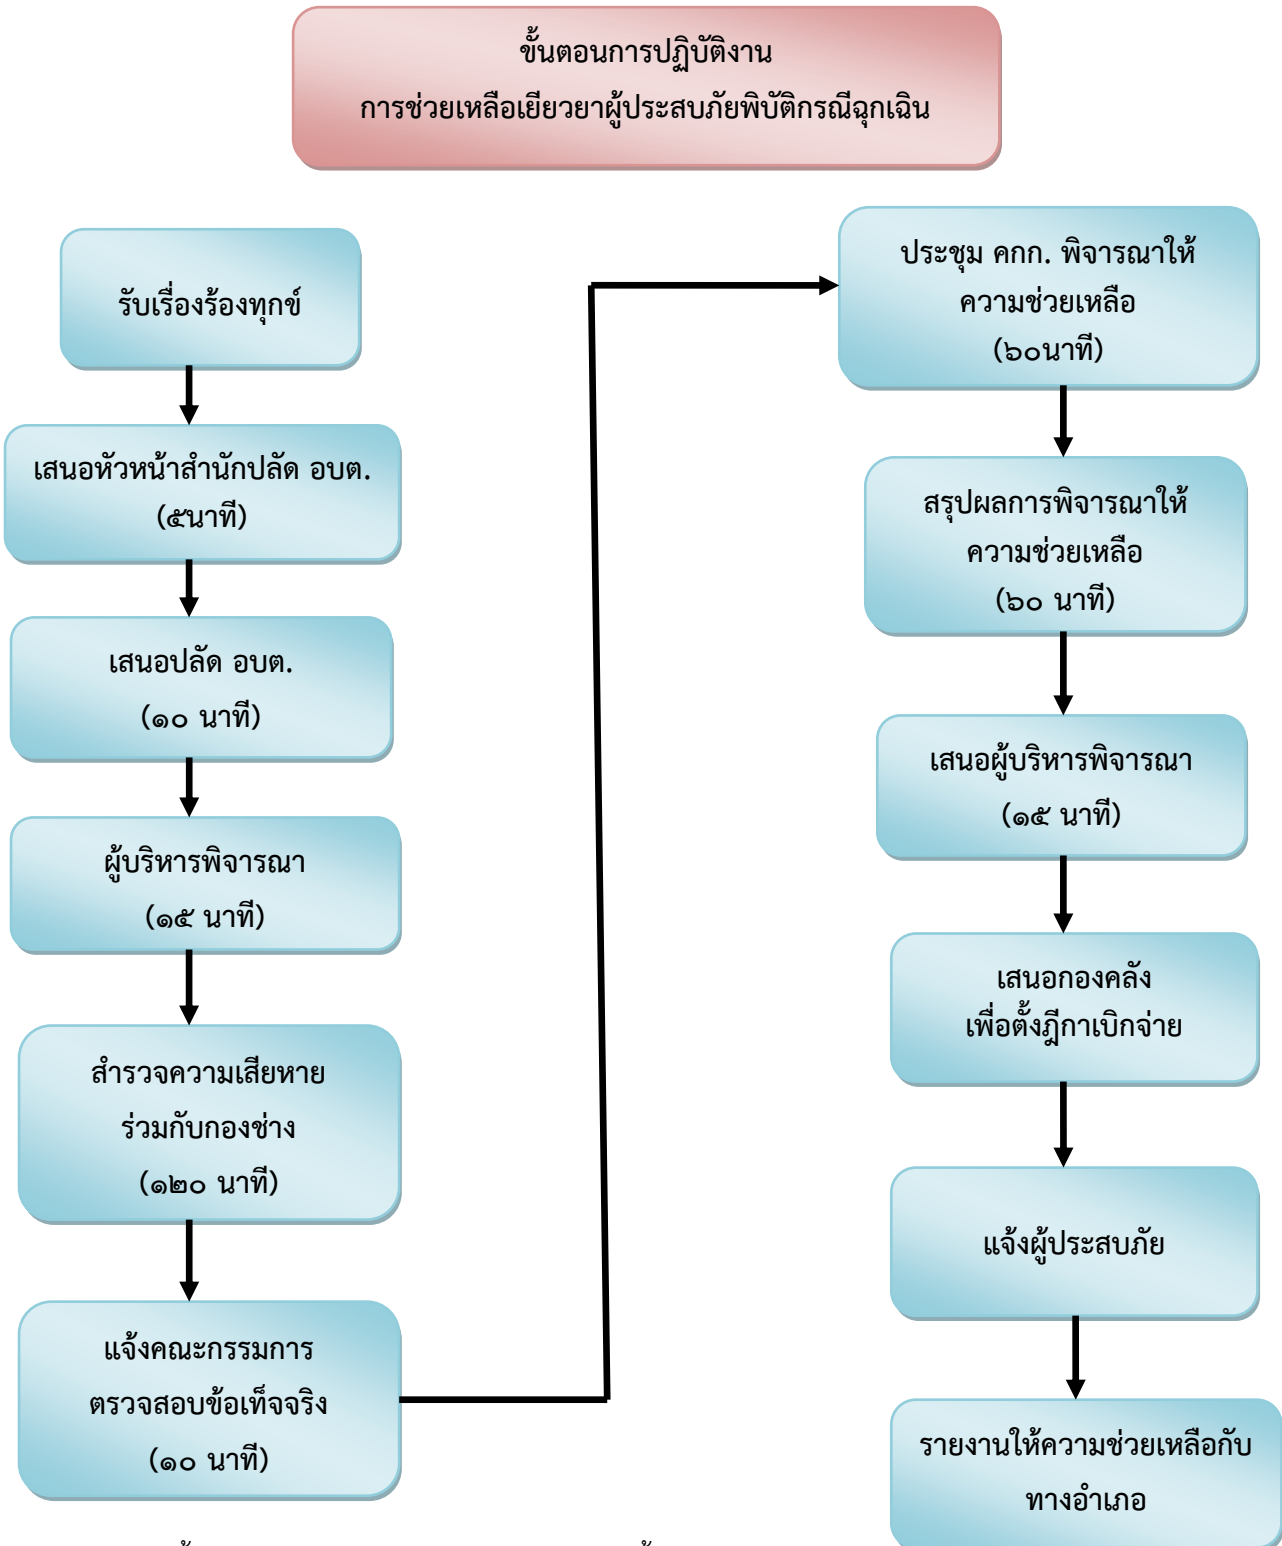 ขั้นตอนการปฏิบัติงาน
การช่วยเหลือเยียวยาผู้ประสบภัยพิบัติกรณีฉุกเฉิน
รับเรื่องร้องทุกข์
เสนอหัวหน้าสำนักปลัด อบต.
(๕นาที)
เสนอปลัด อบต.
(๑๐ นาที)
ผู้บริหารพิจารณา
(๑๕ นาที)
สำรวจความเสียหาย
ร่วมกับกองช่าง
(๑๒๐ นาที)
แจ้งคณะกรรมการ
ตรวจสอบข้อเท็จจริง
(๑๐ นาที)
ประชุม คกก. พิจารณาให้
ความช่วยเหลือ
(๖๐นาที)
สรุปผลการพิจารณาให้
ความช่วยเหลือ
(๖๐ นาที)
เสนอผู้บริหารพิจารณา
(๑๕ นาที)
เสนอกองคลัง
เพื่อตั้งฎีกาเบิกจ่าย
แจ้งผู้ประสบภัย
รายงานให้ความช่วยเหลือกับ
ทางอำเภอ